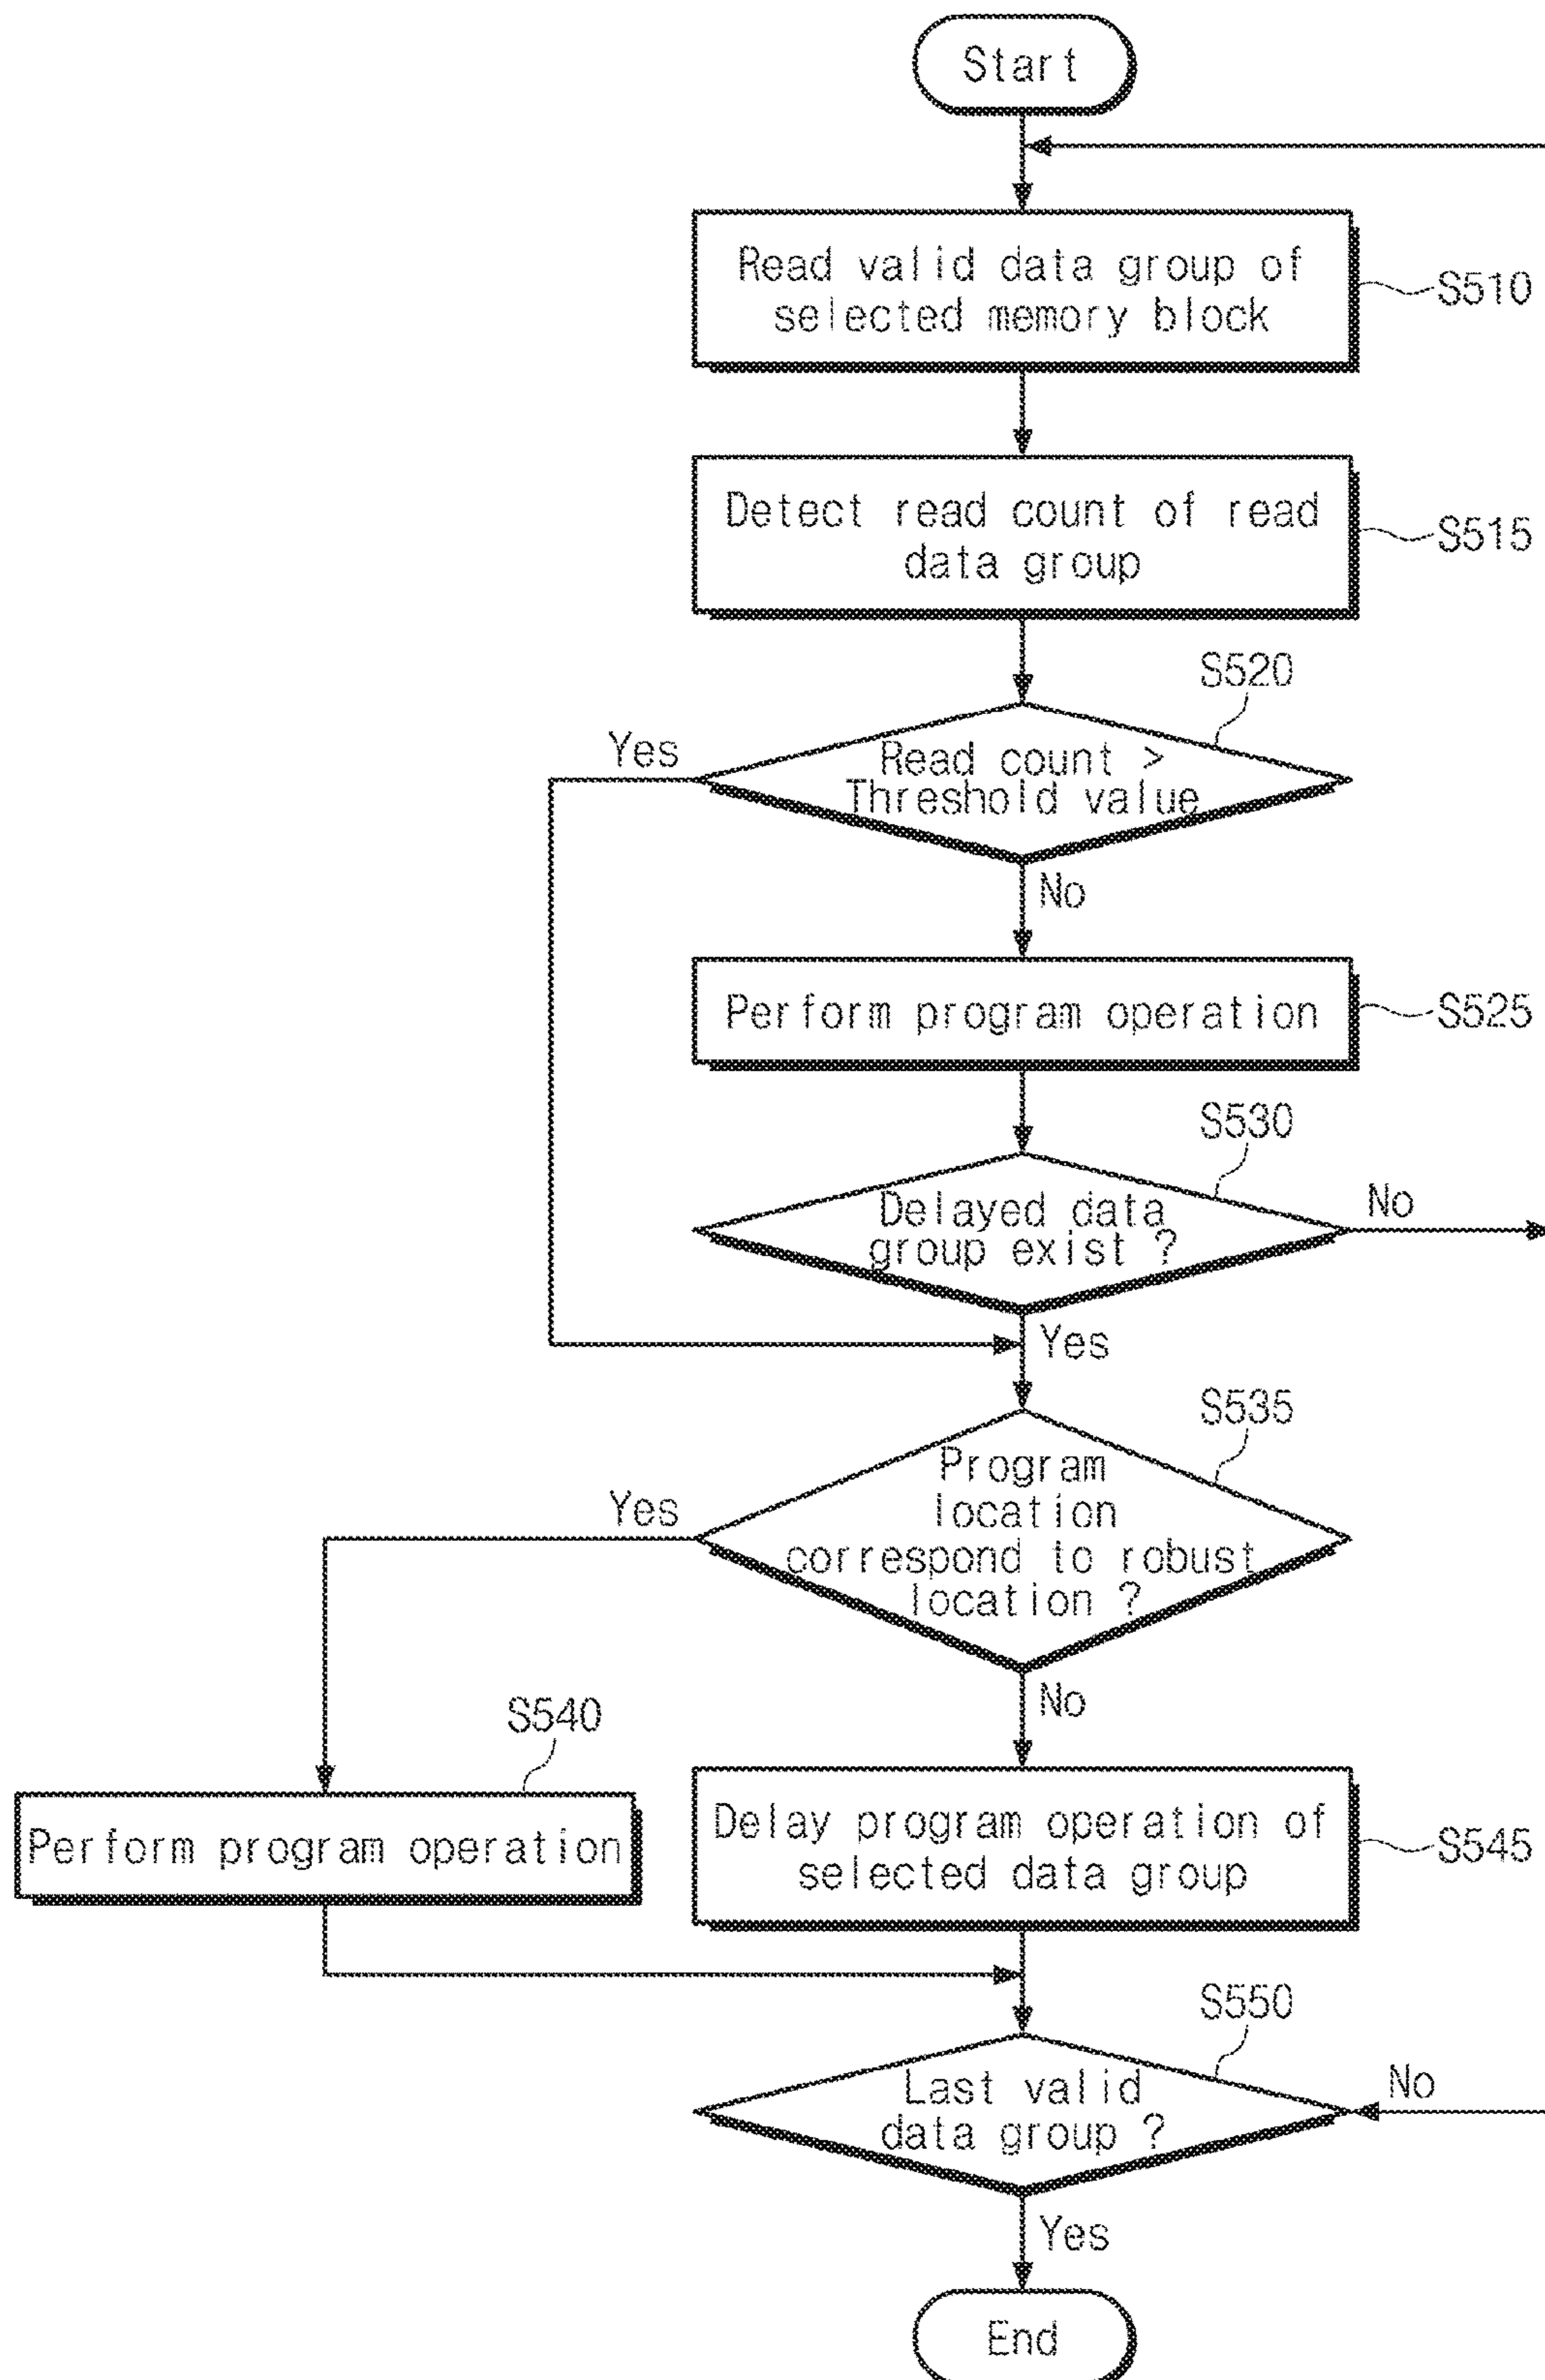 Start
Read valid data group of
selected memory block
S510
Detect read count of read
data group
S515
S520
Yes
Read count >
Threshold value
No
Perform program operation
S525
S530
Delayed data
group exist ?
No
Yes
S535
Program
location
correspond to robust
location ?
Yes
No
S540
Perform program operation
Delay program operation of
selected data group
S545
S550
Last valid
data group ?
No
Yes
End